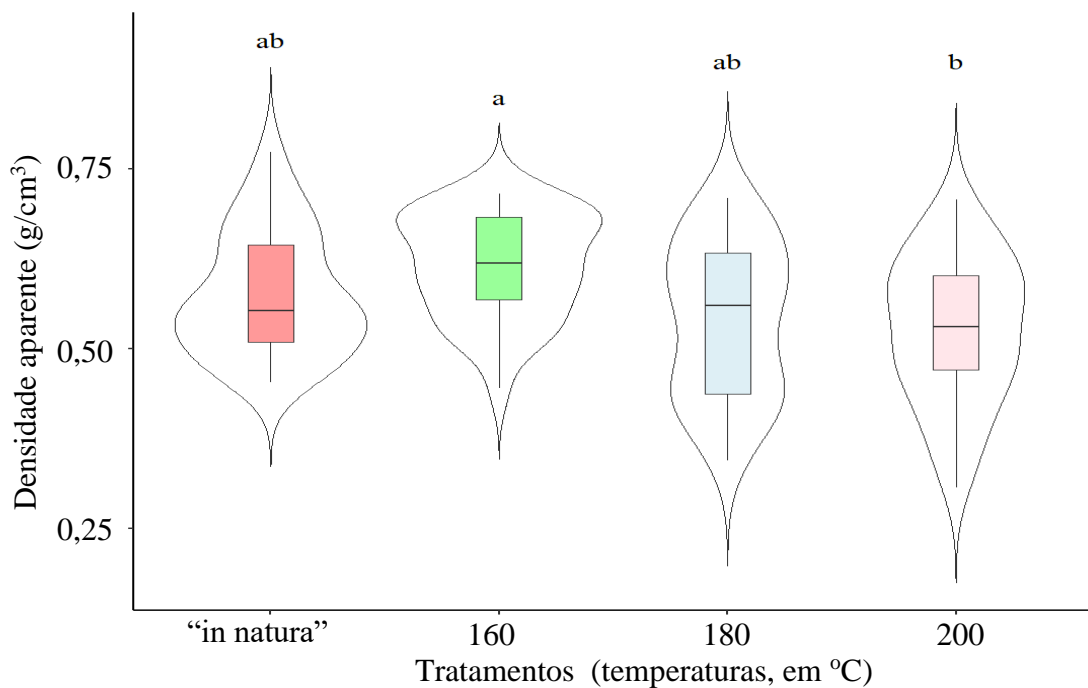 ab
a
ab
b
Densidade aparente (g/cm³)
0,75
0,50
0,25
“in natura”
160
180
200
Tratamentos (temperaturas, em ºC)